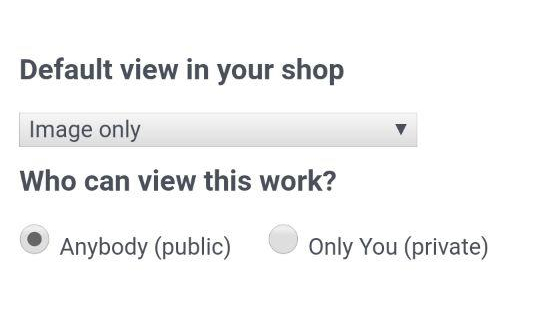 Default view in your shop
Image only
Who can view this work?
Anybody (public) Only You (private)